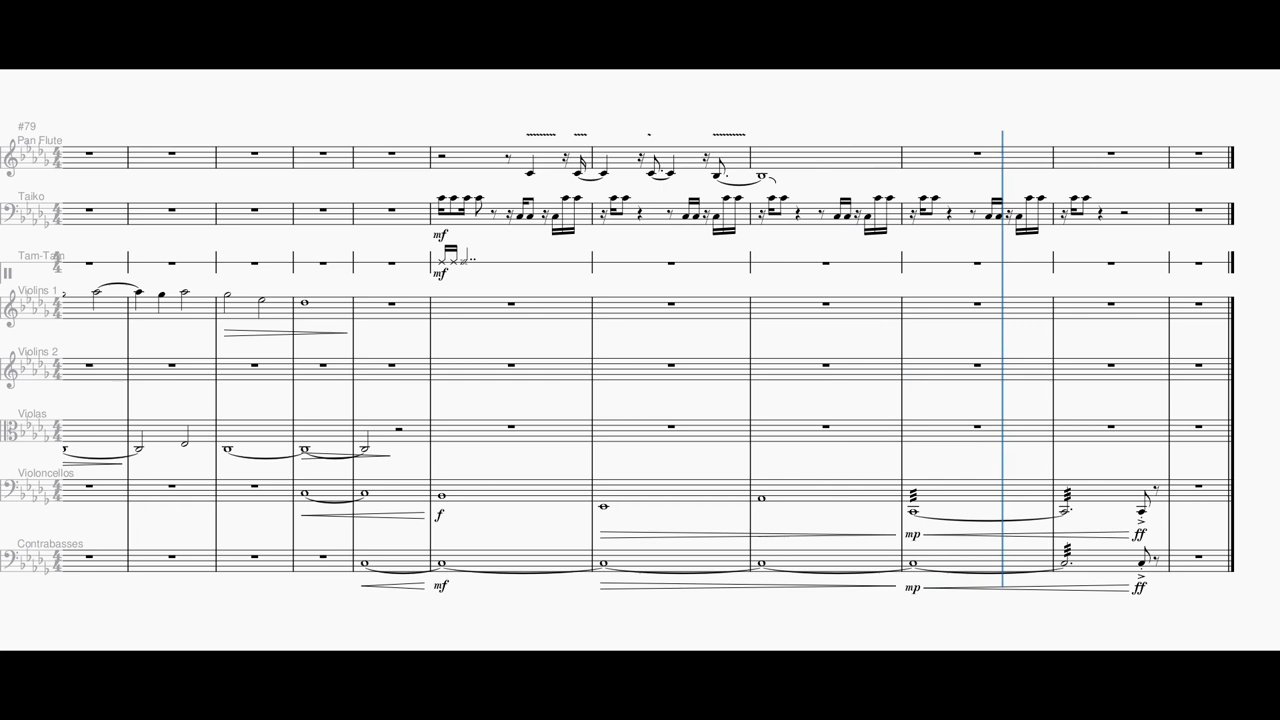 #79
Pan Flute
Taiko
mf
Tam-Tam
mf
Violins 1
Violins 2
Violas
Violoncellos
f
mp
ff
Contrabasses
mf
mp
ff